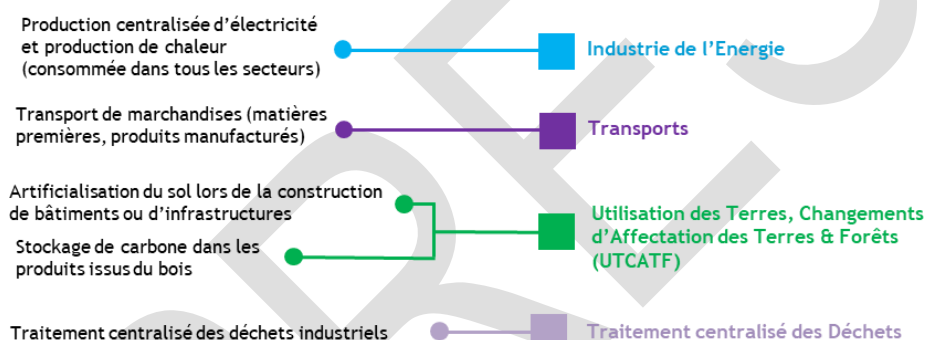 Production centralisée d’électricité
et production de chaleur
(consommée dans tous les secteurs)
Industrie de l’Energie
Transport de marchandises (matières
premières, produits manufacturés)
Transports
Artificialisation du sol lors de la construction
de bâtiments ou d’infrastructures
Stockage de carbone dans les
produits issus du bois
Utilisation des Terres, Changements
d’Affectation des Terres & Forêts
(UTCATF)
Traitement centralisé des déchets industriels
Traitement centralisé des Déchets